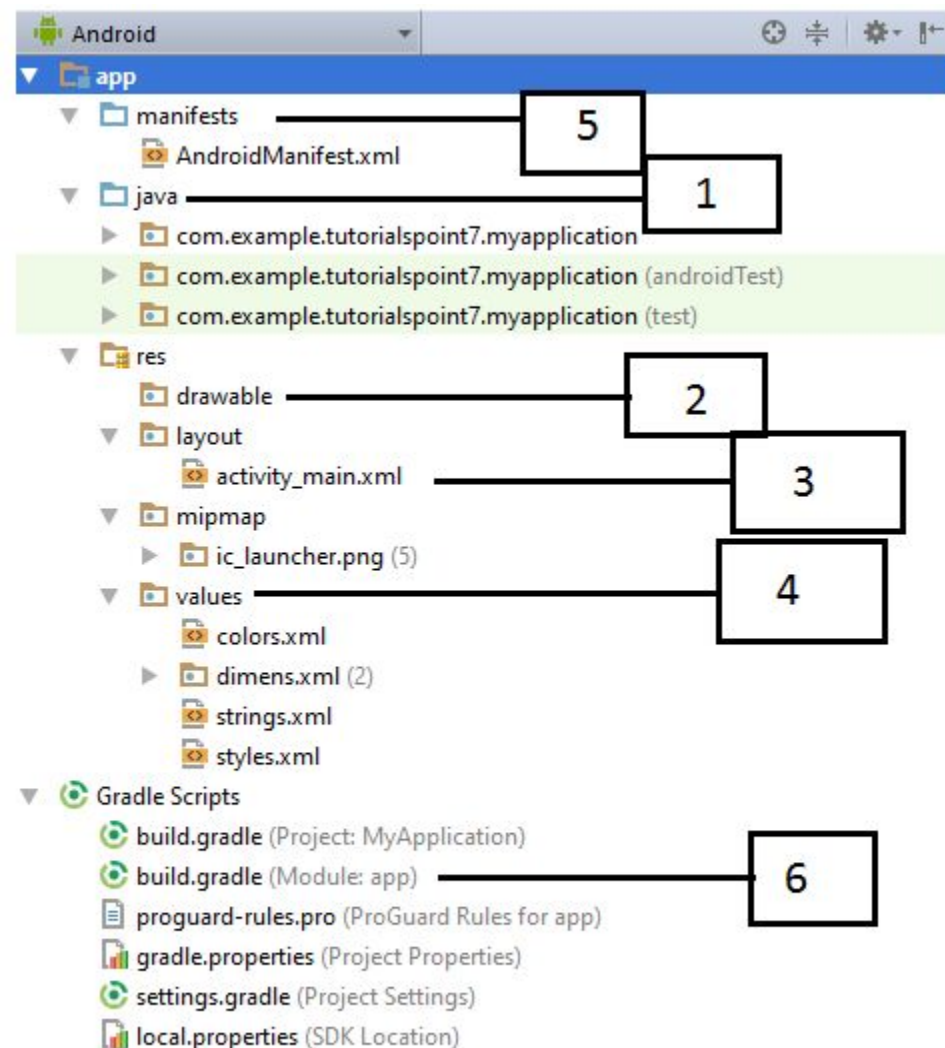 Android
app
manifests
5
AndroidManifest.xml
java
1
com.example.tutorialspoint7.myapplication
com.example.tutorialspoint7.myapplication (androidTest)
com.example.tutorialspoint7.myapplication (test)
res
drawable
2
layout
activity_main.xml
3
mipmap
ic_launcher.png (5)
values
4
colors.xml
dimens.xml (2)
strings.xml
styles.xml
Gradle Scripts
build.gradle (Project: MyApplication)
build.gradle (Module: app)
6
proguard-rules.pro (ProGuard Rules for app)
gradle.properties (Project Properties)
settings.gradle (Project Settings)
local.properties (SDK Location)